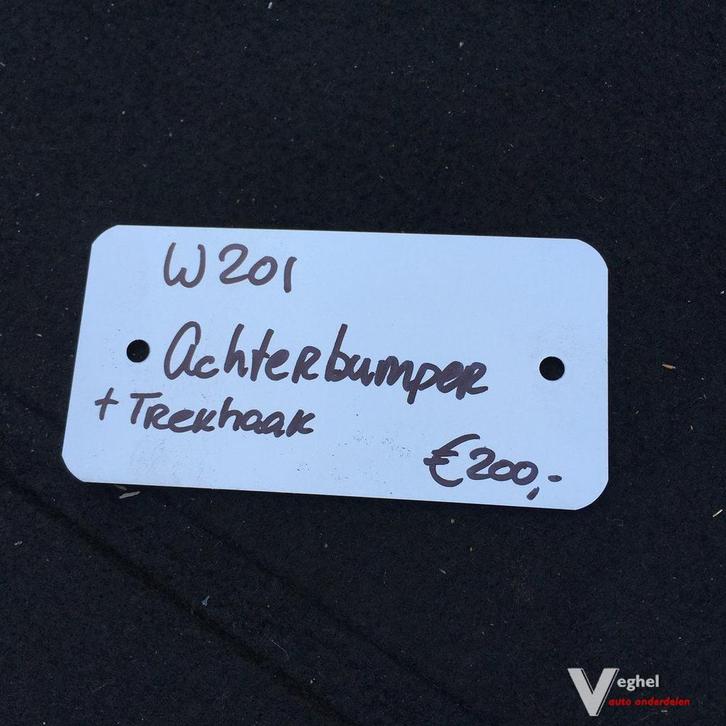 W201
Achterbumper
+ Trekhaak
€200,-
Veghel
auto onderdelen